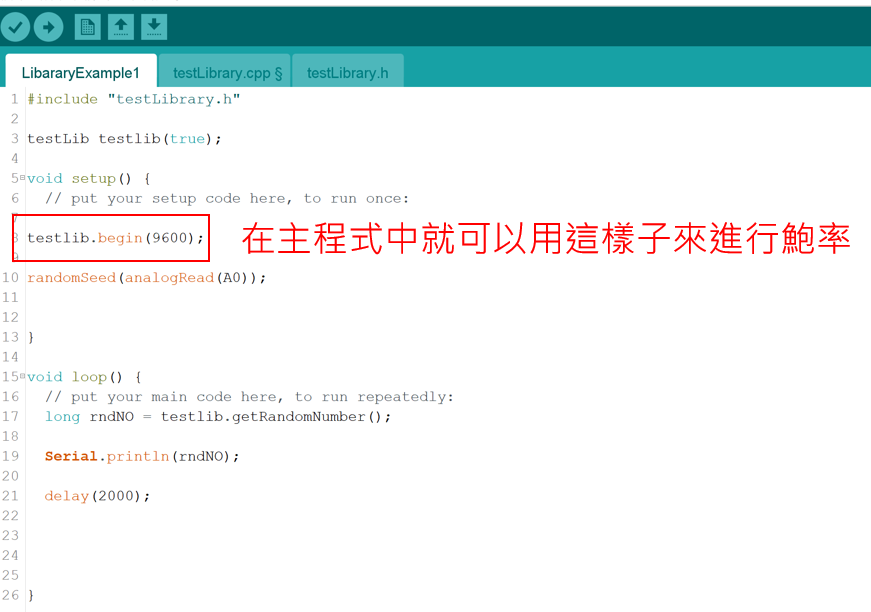 LibararyExample1 testLibrary.cpp § testLibrary.h
1 #include "testLibrary.h"
2
3 testLib testlib(true);
4
5 void setup() {
6 // put your setup code here, to run once:
7
8 testlib.begin(9600); 在主程式中就可以用這樣子來進行鮑率
9
10 randomSeed(analogRead(A0));
11
12
13 }
14
15 void loop() {
16 // put your main code here, to run repeatedly:
17 long rndNO = testlib.getRandomNumber();
18
19 Serial.println(rndNO);
20
21 delay(2000);
22
23
24
25
26 }